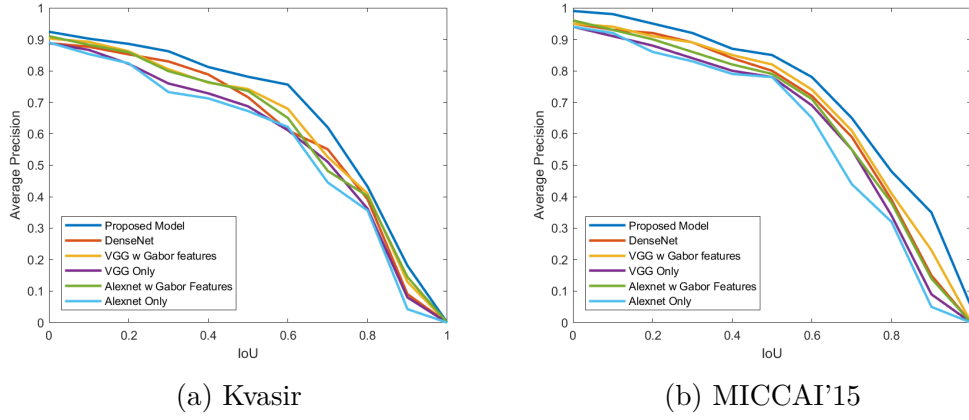 1
0.9
0.8
0.7
0.6
0.5
0.4
0.3
0.2
0.1
0
Average Precision
Proposed Model
DenseNet
VGG w Gabor features
VGG Only
Alexnet w Gabor Features
Alexnet Only
0 0.2 0.4 0.6 0.8 1
IoU
(a) Kvasir
1
0.9
0.8
0.7
0.6
0.5
0.4
0.3
0.2
0.1
0
Average Precision
Proposed Model
DenseNet
VGG w Gabor features
VGG Only
Alexnet w Gabor Features
Alexnet Only
0 0.2 0.4 0.6 0.8
IoU
(b) MICCAI'15